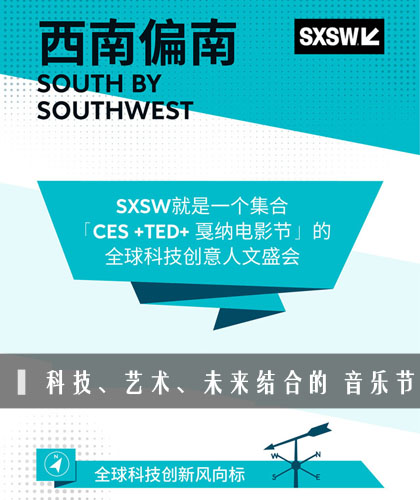 西南偏南
SXSW
SOUTH BY
SOUTHWEST
SXSW就是一个集合
「CES +TED+ 戛纳电影节」的
全球科技创意人文盛会
科技、艺术、未来结合的 音乐节
W N
S E
N
全球科技创新风向标